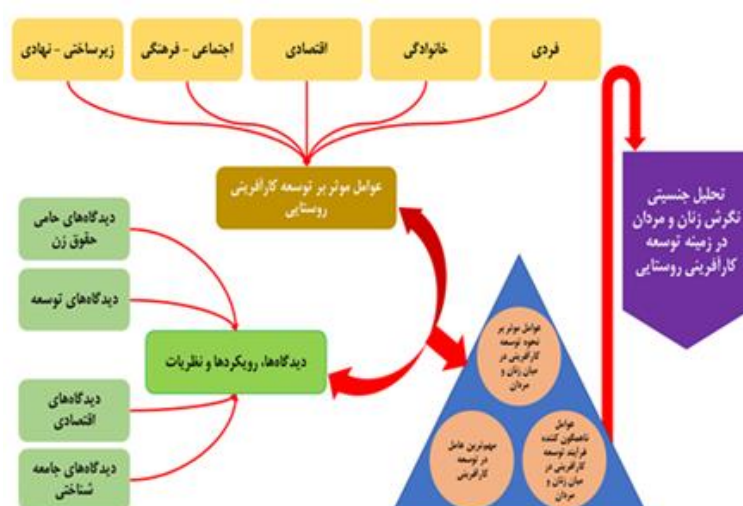 فردی
خانوادگی
اقتصادی
اجتماعی - فرهنگی
زیرساختی - نهادی
عوامل موثر بر توسعه کارآفرینی
روستایی
تحلیل جنسیتی
نگرش زنان و مردان
در زمینه توسعه
کارآفرینی روستایی
دیدگاه‌های حامی
حقوق زن
دیدگاه‌های توسعه
دیدگاه‌ها، رویکردها و نظریات
دیدگاه‌های
اقتصادی
دیدگاه‌های جامعه
شناختی
عوامل موثر بر
نحوه توسعه
کارآفرینی در
میان زنان و
مردان
عوامل
ناهمگون کننده
فرآیند توسعه
کارآفرینی در
میان زنان و
مردان
مهم‌ترین عامل
در توسعه
کارآفرینی